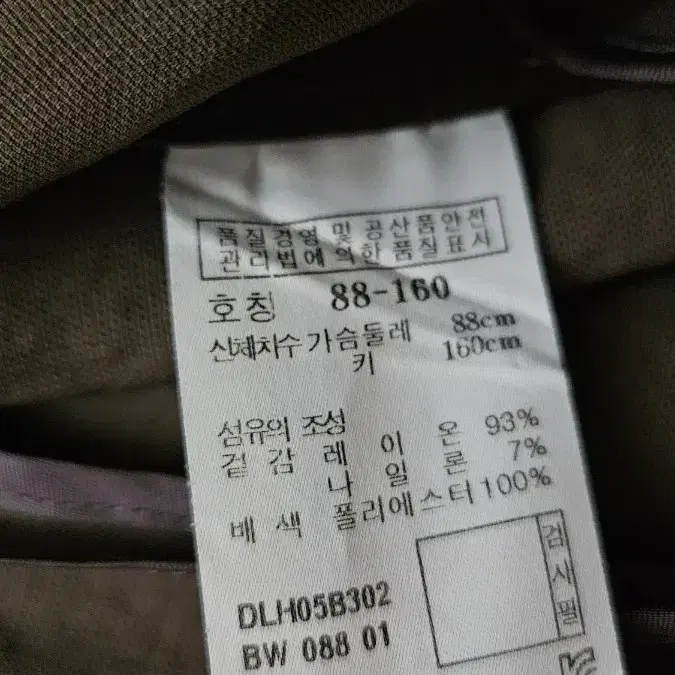 품질경영 및 공산품안전
관리법에 의한 품질표시
호칭 88-160
신체치수 가슴둘레 88cm
키 160cm
섬유의 조성
겉감 레이온 93%
나일론 7%
배색 폴리에스터 100%
검사필
DLH05B302
BW 088 01